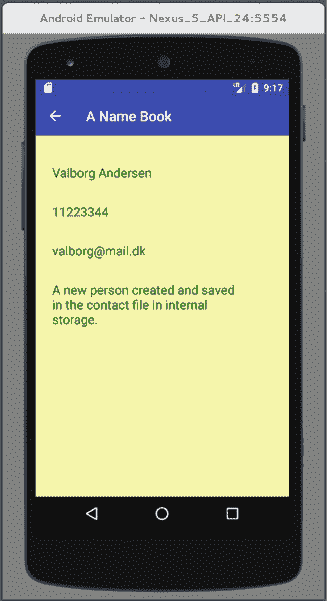 Android Emulator - Nexus_5_API_24:5554
9:17
A Name Book
Valborg Andersen
11223344
valborg@mail.dk
A new person created and saved
in the contact file in internal
storage.